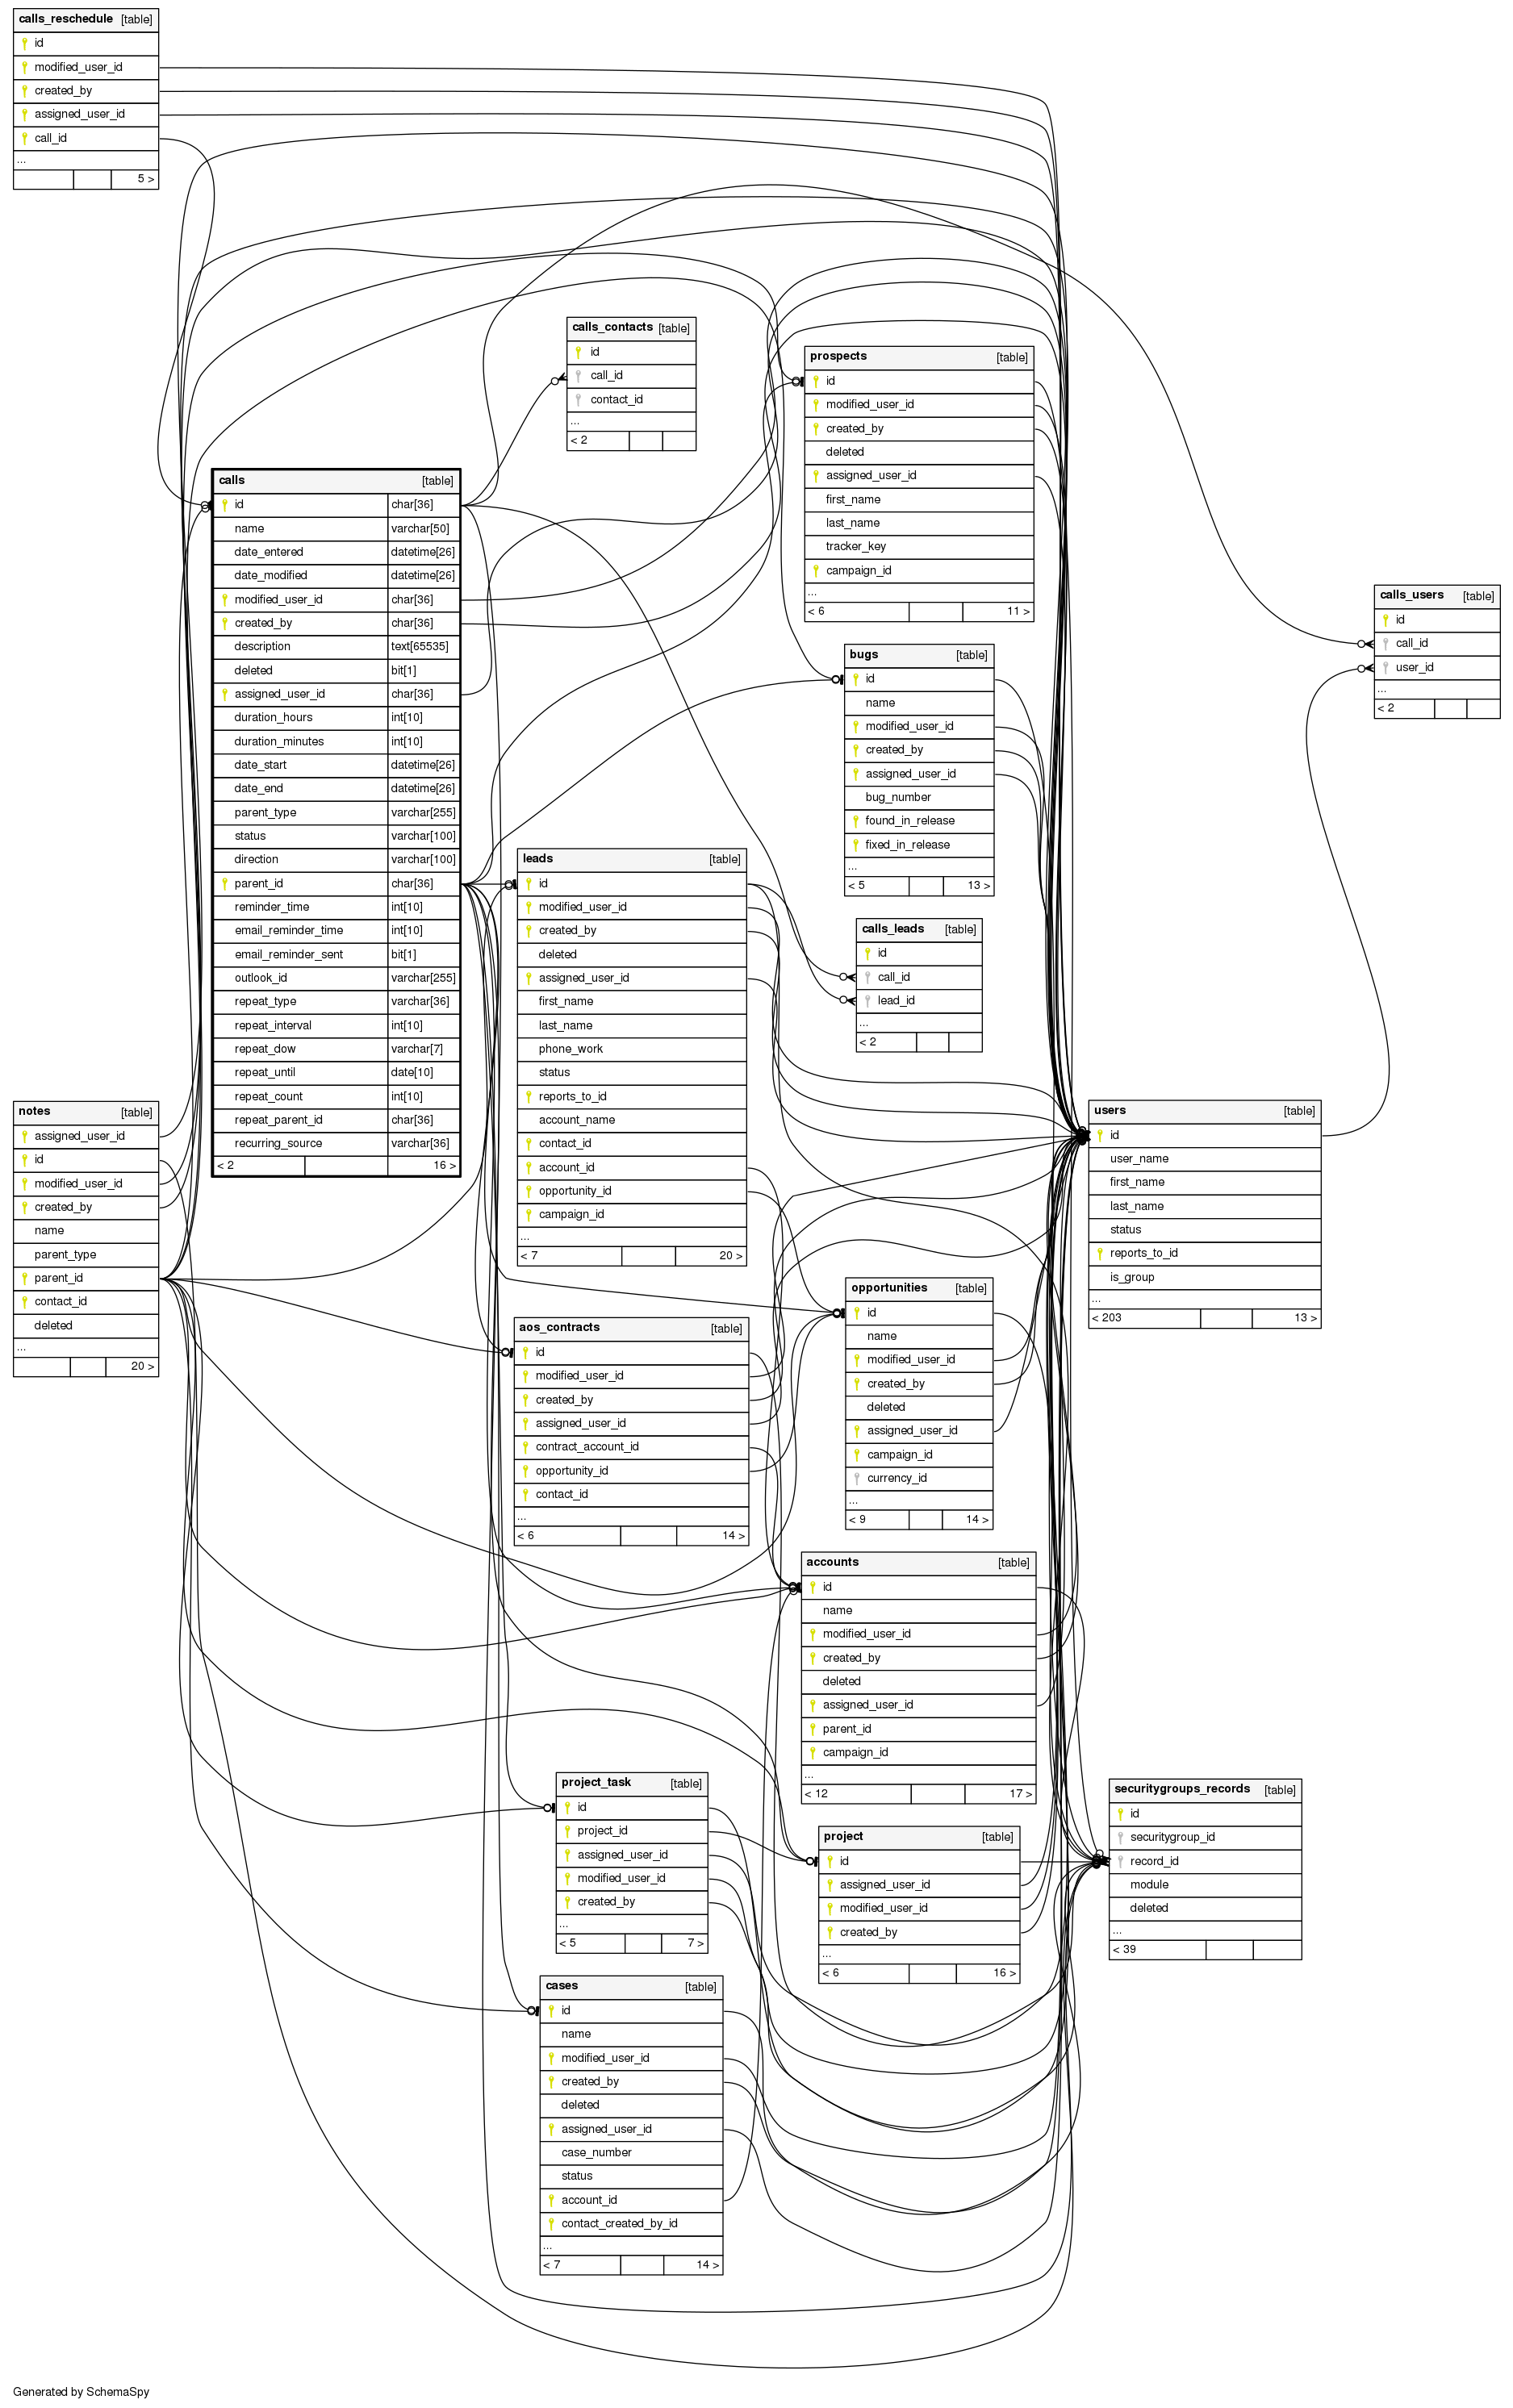 calls_reschedule [table]
id
modified_user_id
created_by
assigned_user_id
call_id
...
5 >
calls_contacts [table]
id
call_id
contact_id
...
< 2
prospects [table]
id
modified_user_id
created_by
deleted
assigned_user_id
first_name
last_name
tracker_key
campaign_id
...
< 6 11 >
calls [table]
id char[36]
name varchar[50]
date_entered datetime[26]
date_modified datetime[26]
modified_user_id char[36]
created_by char[36]
description text[65535]
deleted bit[1]
assigned_user_id char[36]
duration_hours int[10]
duration_minutes int[10]
date_start datetime[26]
date_end datetime[26]
parent_type varchar[255]
status varchar[100]
direction varchar[100]
parent_id char[36]
reminder_time int[10]
email_reminder_time int[10]
email_reminder_sent bit[1]
outlook_id varchar[255]
repeat_type varchar[36]
repeat_interval int[10]
repeat_dow varchar[7]
repeat_until date[10]
repeat_count int[10]
repeat_parent_id char[36]
recurring_source varchar[36]
< 2 16 >
calls_users [table]
id
call_id
user_id
...
< 2
bugs [table]
id
name
modified_user_id
created_by
assigned_user_id
bug_number
found_in_release
fixed_in_release
...
< 5 13 >
leads [table]
id
modified_user_id
created_by
deleted
assigned_user_id
first_name
last_name
phone_work
status
reports_to_id
account_name
contact_id
account_id
opportunity_id
campaign_id
...
< 7 20 >
calls_leads [table]
id
call_id
lead_id
...
< 2
notes [table]
assigned_user_id
id
modified_user_id
created_by
name
parent_type
parent_id
contact_id
deleted
...
20 >
users [table]
id
user_name
first_name
last_name
status
reports_to_id
is_group
...
< 203 13 >
opportunities [table]
id
name
modified_user_id
created_by
deleted
assigned_user_id
campaign_id
currency_id
...
< 9 14 >
aos_contracts [table]
id
modified_user_id
created_by
assigned_user_id
contract_account_id
opportunity_id
contact_id
...
< 6 14 >
accounts [table]
id
name
modified_user_id
created_by
deleted
assigned_user_id
parent_id
campaign_id
...
< 12 17 >
project_task [table]
id
project_id
assigned_user_id
modified_user_id
created_by
...
< 5 7 >
securitygroups_records [table]
id
securitygroup_id
record_id
module
deleted
...
< 39
project [table]
id
assigned_user_id
modified_user_id
created_by
...
< 6 16 >
cases [table]
id
name
modified_user_id
created_by
deleted
assigned_user_id
case_number
status
account_id
contact_created_by_id
...
< 7 14 >
Generated by SchemaSpy